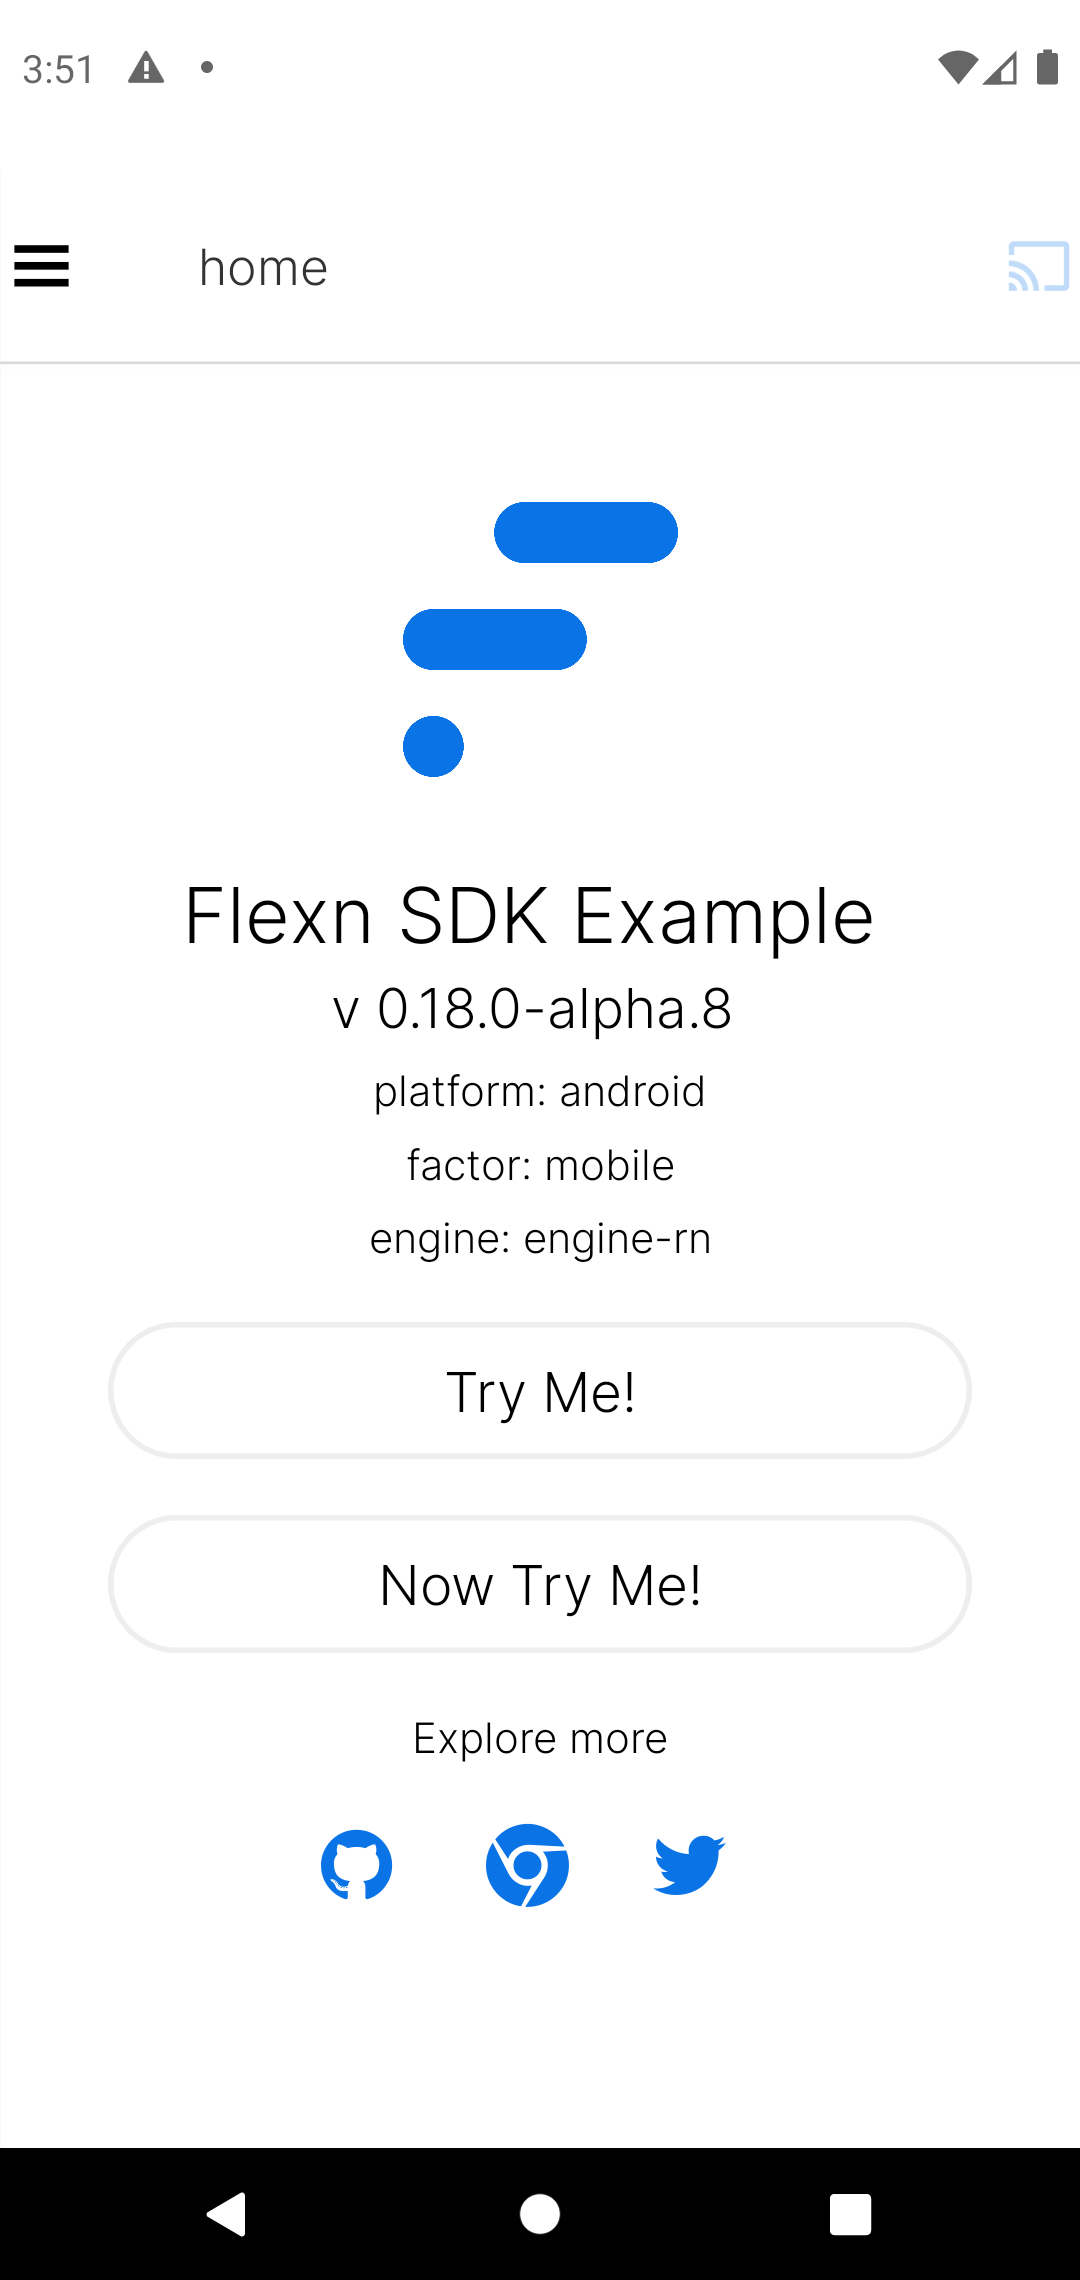 3:51
home
Flexn SDK Example
v 0.18.0-alpha.8
platform: android
factor: mobile
engine: engine-rn
Try Me!
Now Try Me!
Explore more